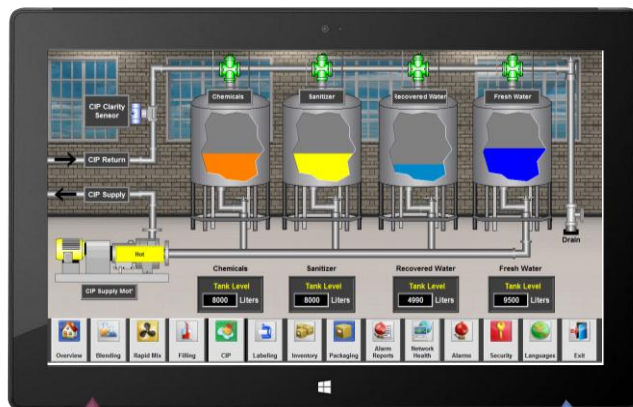 Chemicals
Sanitizer
Recovered Water
Fresh Water
CIP Clarity
Sensor
CIP Return
CIP Supply
Drain
Hot
CIP Supply Mot'
Chemicals
Sanitizer
Recovered Water
Fresh Water
Tank Level
Tank Level
Tank Level
Tank Level
8000 Liters
8000 Liters
4990 Liters
9500 Liters
Overview
Blending
Rapid Mix
Filling
CIP
Labeling
Inventory
Packaging
Alarm
Reports
Network
Health
Alarms
Security
Languages
Exit